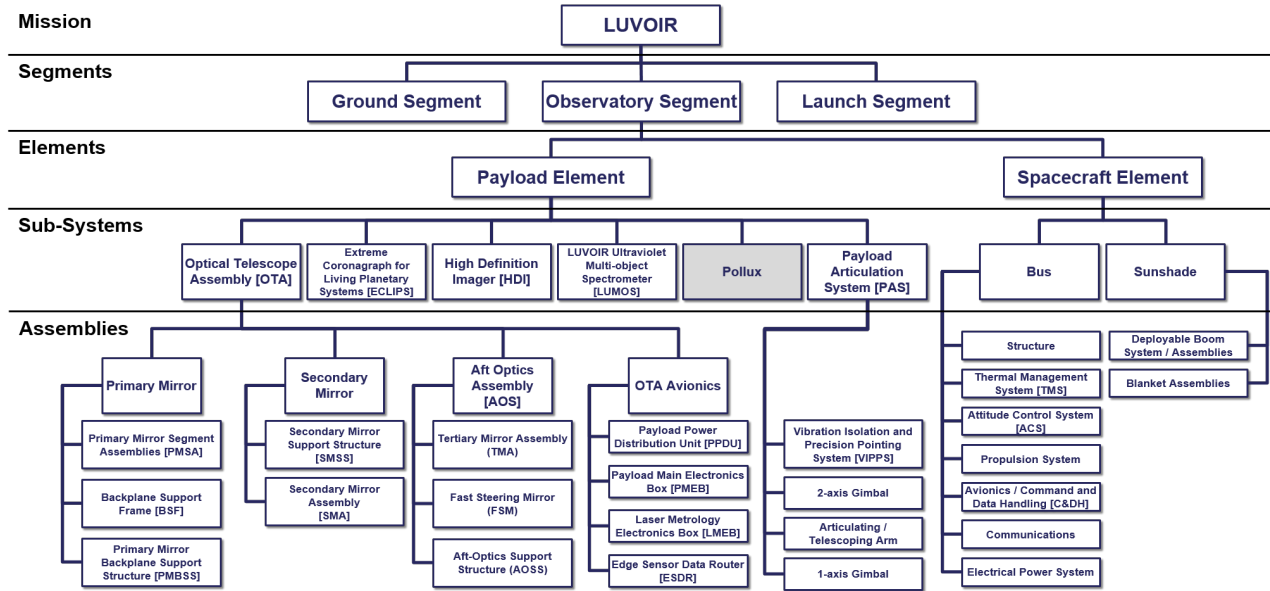 Mission
LUVOIR
Segments
Ground Segment
Observatory Segment
Launch Segment
Elements
Payload Element
Spacecraft Element
Sub-Systems
Optical Telescope
Assembly [OTA]
Extreme
Coronagraph for
Living Planetary
Systems [ECLIPS]
High Definition
Imager [HDI]
LUVOIR Ultraviolet
Multi-object
Spectrometer
[LUMOS]
Pollux
Payload
Articulation
System [PAS]
Bus
Sunshade
Assemblies
Primary Mirror
Primary Mirror Segment
Assemblies [PMSA]
Backplane Support
Frame [BSF]
Primary Mirror
Backplane Support
Structure [PMBSS]
Secondary
Mirror
Secondary Mirror
Support Structure
[SMSS]
Secondary Mirror
Assembly
[SMA]
Aft Optics
Assembly
[AOS]
Tertiary Mirror Assembly
(TMA)
Fast Steering Mirror
(FSM)
Aft-Optics Support
Structure (AOSS)
OTA Avionics
Payload Power
Distribution Unit [PPDU]
Payload Main Electronics
Box [PMEB]
Laser Metrology
Electronics Box [LMEB]
Edge Sensor Data Router
[ESDR]
Vibration Isolation and
Precision Pointing
System [VIPPS]
2-axis Gimbal
Articulating /
Telescoping Arm
1-axis Gimbal
Structure
Thermal Management
System [TMS]
Attitude Control System
[ACS]
Propulsion System
Avionics / Command and
Data Handling [C&DH]
Communications
Electrical Power System
Deployable Boom
System / Assemblies
Blanket Assemblies